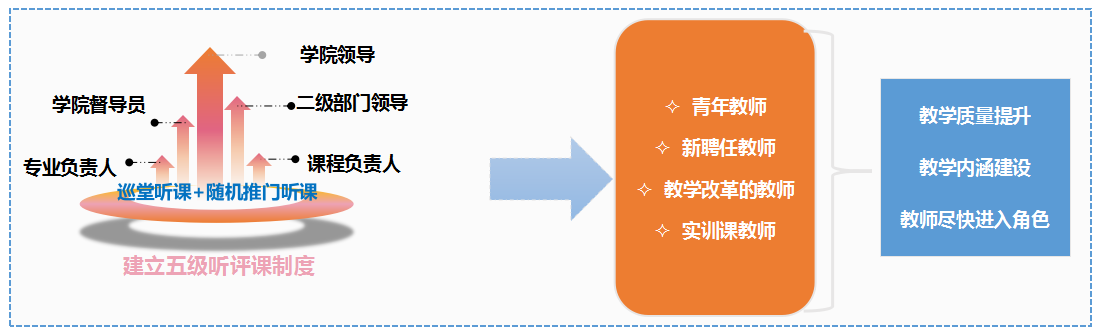 学院领导
学院督导员
二级部门领导
专业负责人
课程负责人
巡堂听课+随机推门听课
建立五级听评课制度
青年教师
新聘任教师
教学改革的教师
实训课教师
教学质量提升
教学内涵建设
教师尽快进入角色